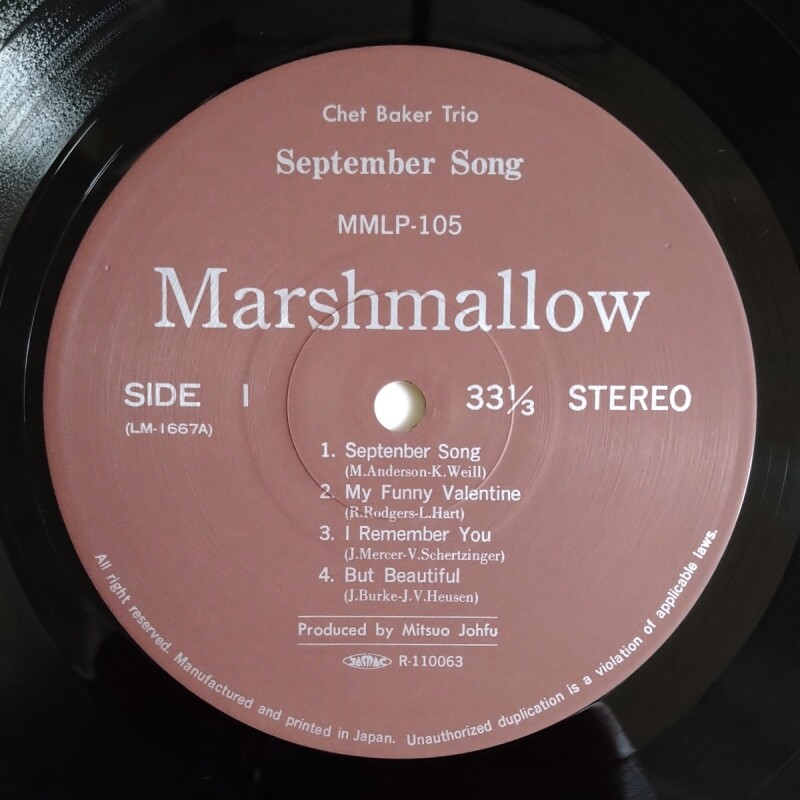 Chet Baker Trio
September Song
MMLP-105
Marshmallow
SIDE 1 33⅓ STEREO
(LM-1667A)
1. Septenber Song
(M.Anderson-K.Weill)
2. My Funny Valentine
(R.Rodgers-L.Hart)
3. I Remember You
(J.Mercer-V.Schertzinger)
4. But Beautiful
(J.Burke-J.V.Heusen)
Produced by Mitsuo Johfu
JASRAC R-110063
All right reserved. Manufactured and printed in Japan. Unauthorized duplication is a violation of applicable laws.